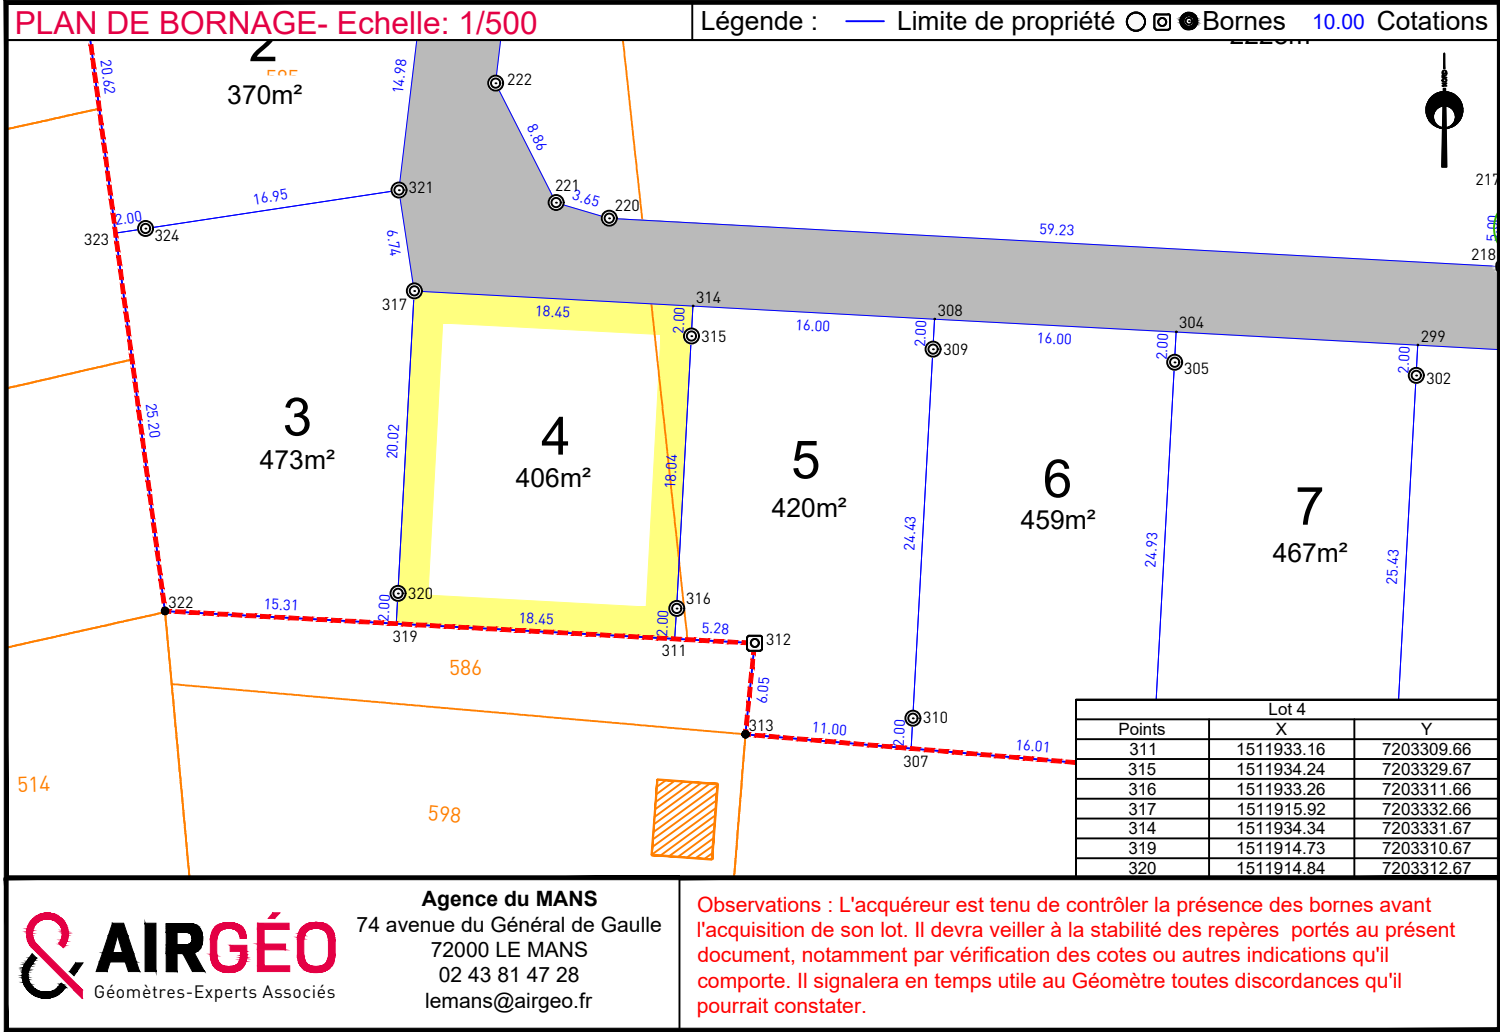 PLAN DE BORNAGE- Echelle: 1/500
Légende : Limite de propriété Bornes 10.00 Cotations
2
370m²
20.62
14.98
222
8.86
221
3.65
220
217
5.00
218
59.23
321
16.95
2.00
323
324
6.74
317
18.45
314
2.00
315
16.00
308
2.00
309
16.00
304
2.00
305
299
2.00
302
25.20
3
473m²
20.02
4
406m²
18.04
5
420m²
24.43
6
459m²
24.93
7
467m²
25.43
322
15.31
320
2.00
319
18.45
316
2.00
311
5.28
312
586
6.05
313
11.00
310
2.00
307
16.01
514
598
Lot 4
Points X Y
311 1511933.16 7203309.66
315 1511934.24 7203329.67
316 1511933.26 7203311.66
317 1511915.92 7203332.66
314 1511934.34 7203331.67
319 1511914.73 7203310.67
320 1511914.84 7203312.67
AIRGÉO
Géomètres-Experts Associés
Agence du MANS
74 avenue du Général de Gaulle
72000 LE MANS
02 43 81 47 28
lemans@airgeo.fr
Observations : L'acquéreur est tenu de contrôler la présence des bornes avant
l'acquisition de son lot. Il devra veiller à la stabilité des repères portés au présent
document, notamment par vérification des cotes ou autres indications qu'il
comporte. Il signalera en temps utile au Géomètre toutes discordances qu'il
pourrait constater.